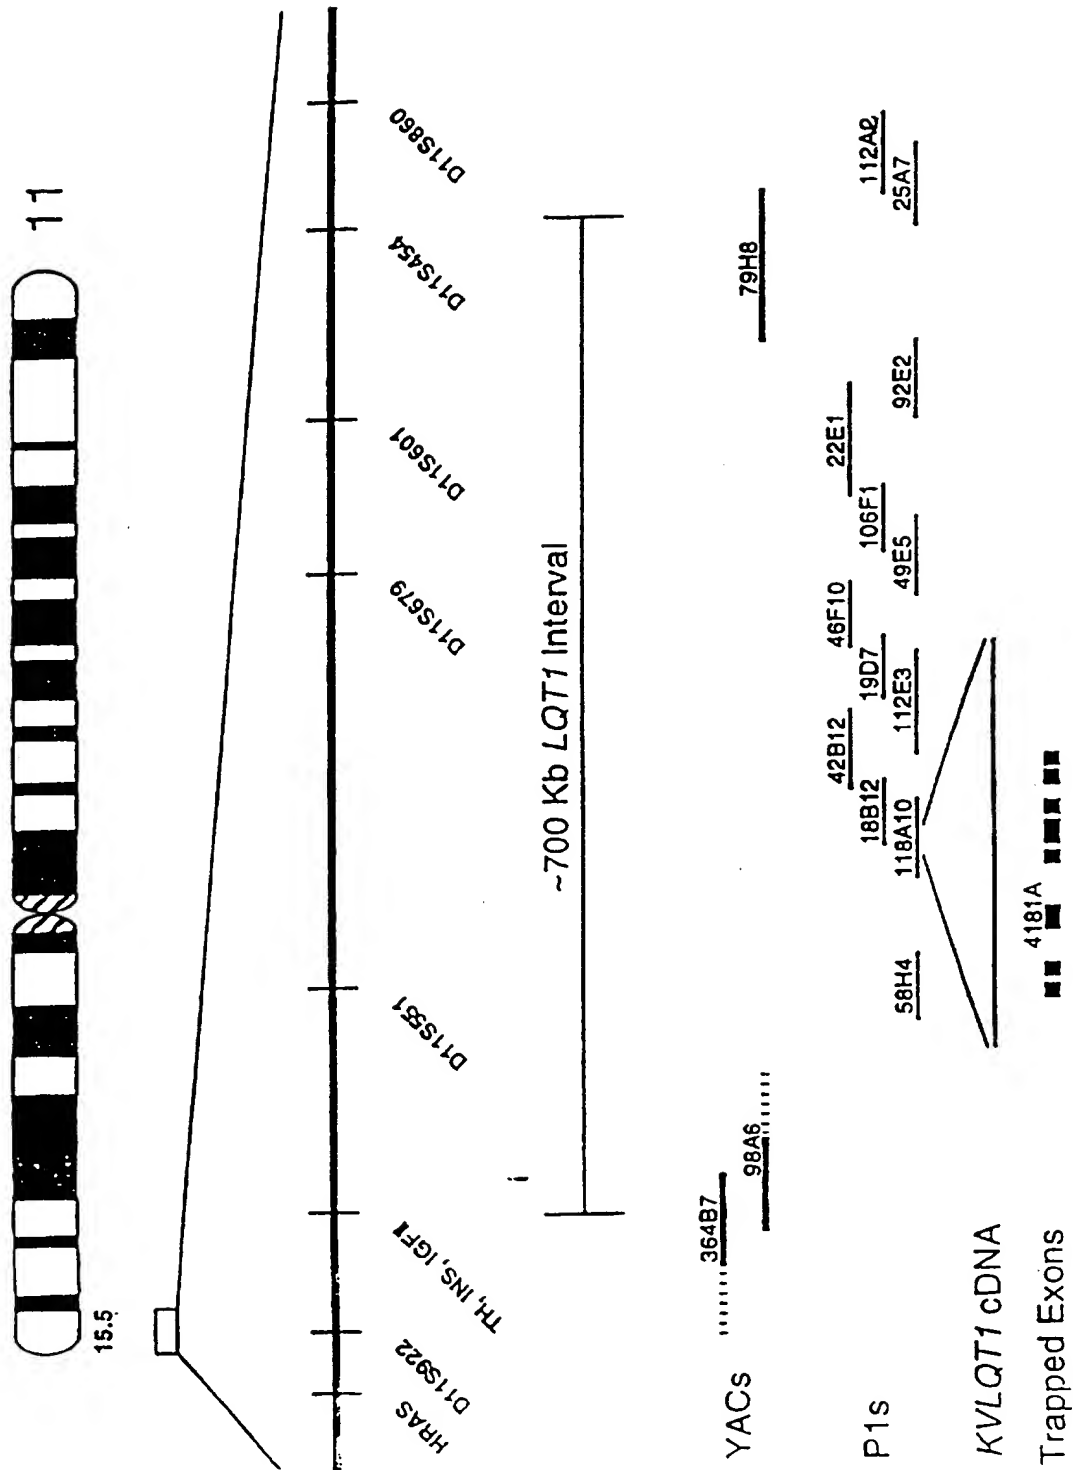 11
15.5
HRAS
D11S922
TH, INS, IGFII
D11S551
D11S679
D11S601
D11S454
D11S860
~700 Kb LQT1 Interval
YACs
364B7
98A6
79H8
P1s
58H4
118A10
18B12
42B12
112E3
19D7
46F10
49E5
106F1
22E1
92E2
25A7
112A2
KVLQT1 cDNA
Trapped Exons
4181A